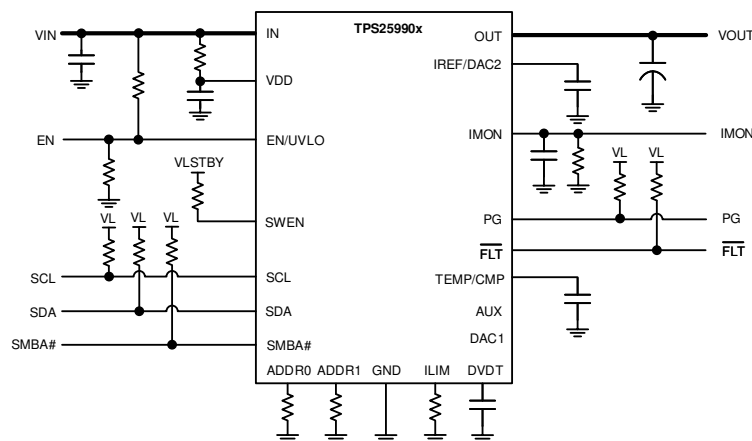 TPS25990x
VIN
IN
OUT
VOUT
IREF/DAC2
VDD
EN
EN/UVLO
IMON
IMON
VLSTBY
VL
VL
SWEN
PG
PG
VL
VL
VL
FLT
FLT
SCL
SCL
TEMP/CMP
SDA
SDA
AUX
DAC1
SMBA#
SMBA#
ADDR0
ADDR1
GND
ILIM
DVDT